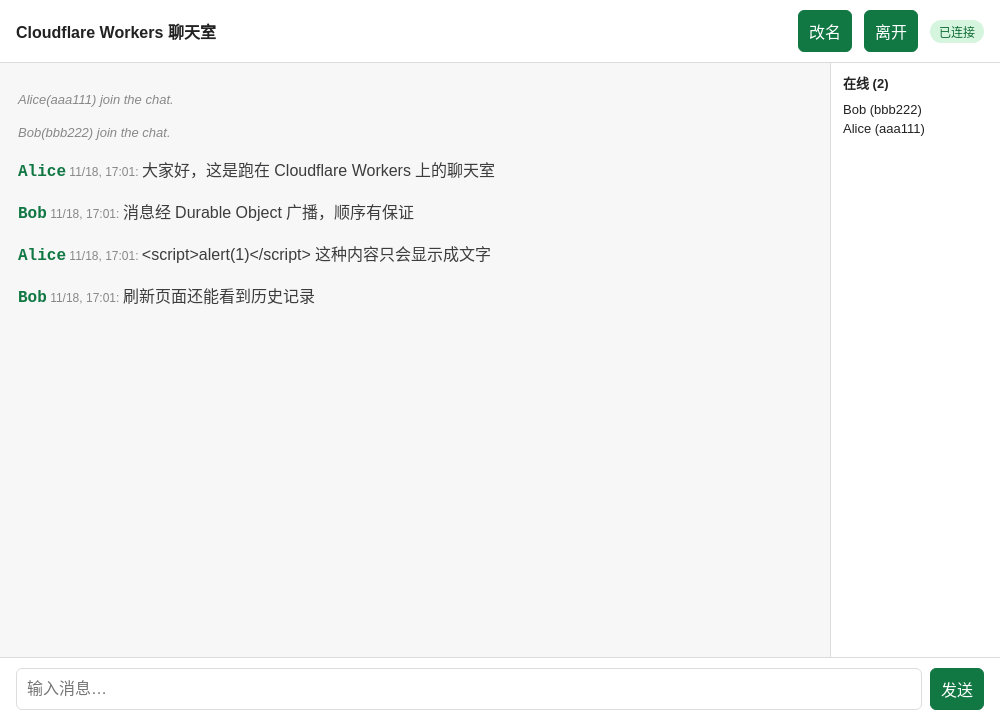 Cloudflare Workers 聊天室
改名
离开
已连接
Alice(aaa111) join the chat.
Bob(bbb222) join the chat.
Alice 11/18, 17:01: 大家好，这是跑在 Cloudflare Workers 上的聊天室
Bob 11/18, 17:01: 消息经 Durable Object 广播，顺序有保证
Alice 11/18, 17:01: <script>alert(1)</script> 这种内容只会显示成文字
Bob 11/18, 17:01: 刷新页面还能看到历史记录
在线 (2)
Bob (bbb222)
Alice (aaa111)
输入消息…
发送